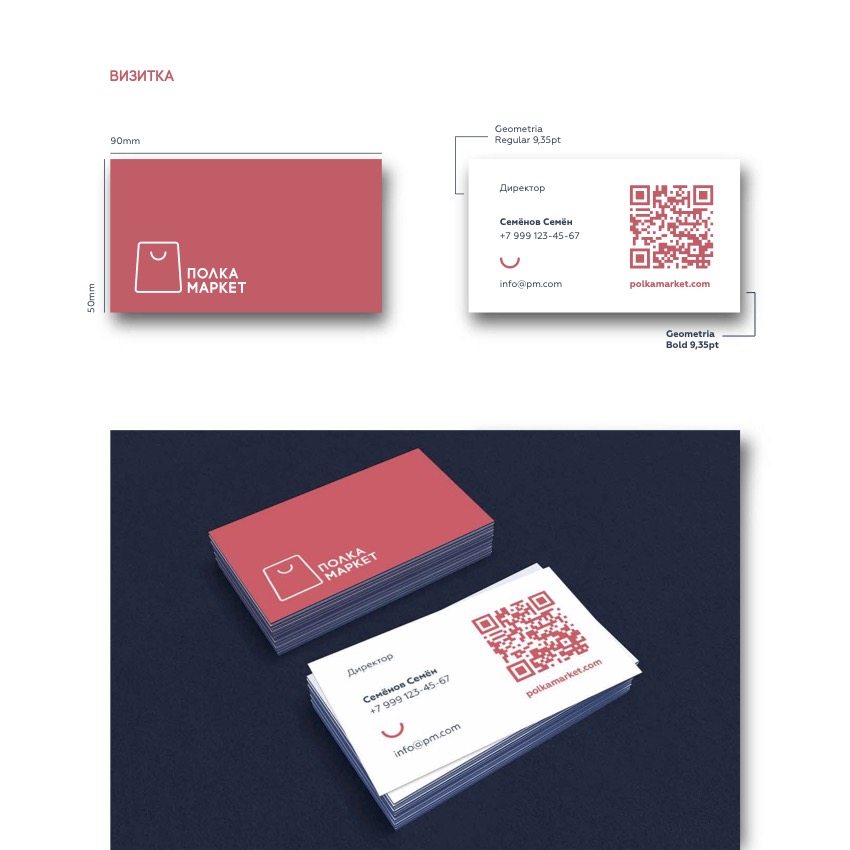 ВИЗИТКА
90mm
50mm
ПОЛКА
МАРКЕТ
Geometria
Regular 9,35pt
Директор
Семёнов Семён
+7 999 123-45-67
info@pm.com
polkamarket.com
Geometria
Bold 9,35pt
ПОЛКА
МАРКЕТ
Директор
Семёнов Семён
+7 999 123-45-67
info@pm.com
polkamarket.com